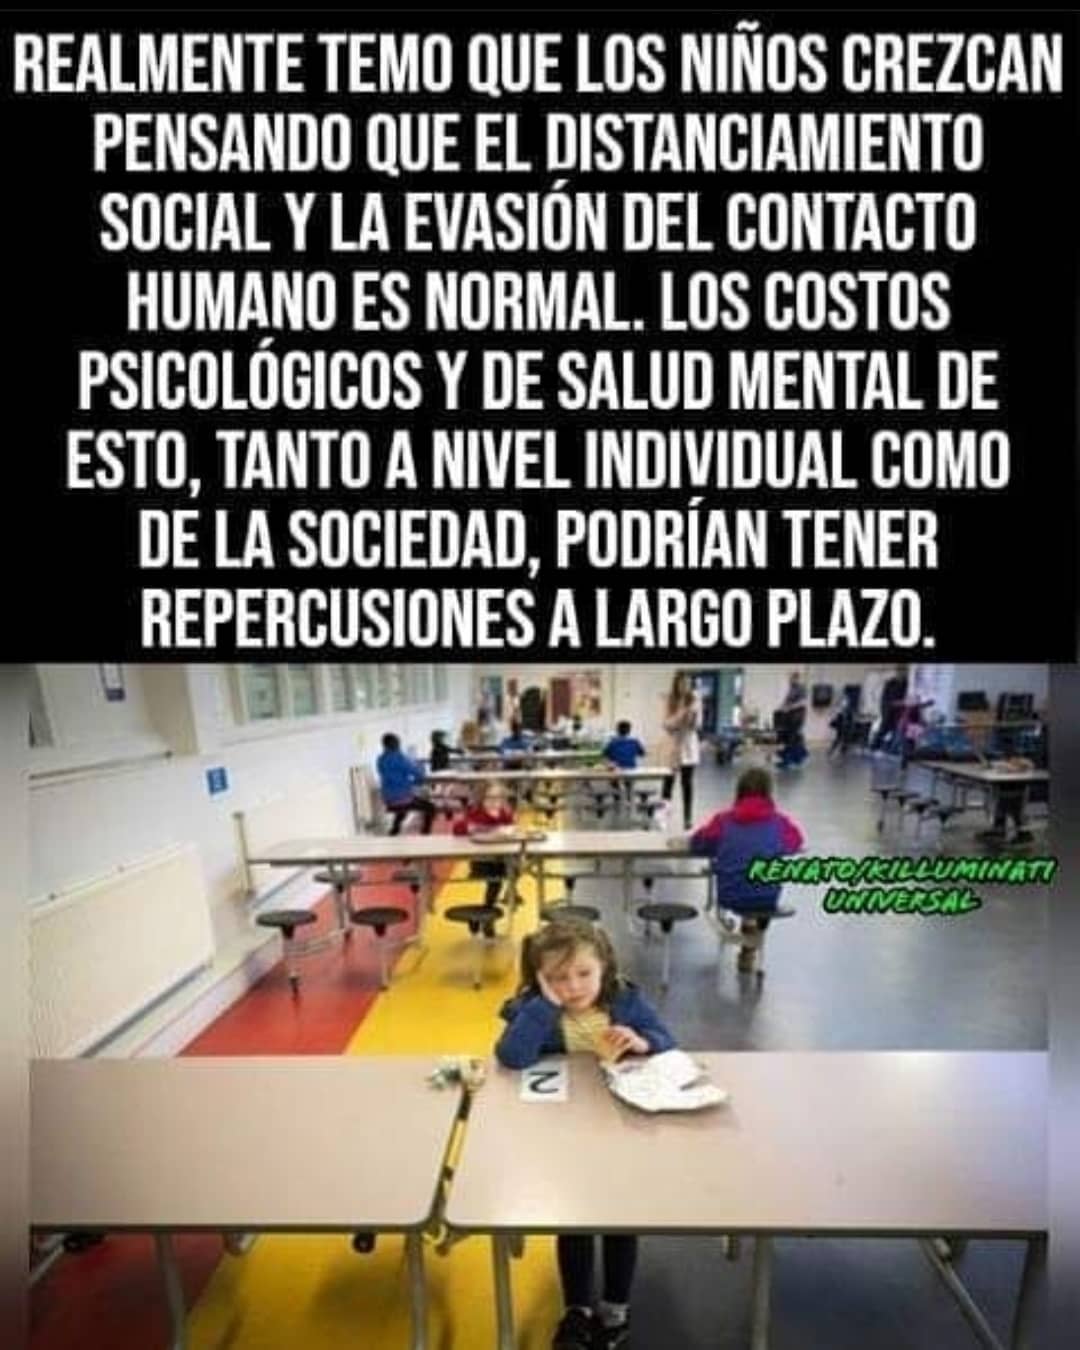 REALMENTE TEMO QUE LOS NIÑOS CREZCAN
PENSANDO QUE EL DISTANCIAMIENTO
SOCIAL Y LA EVASIÓN DEL CONTACTO
HUMANO ES NORMAL. LOS COSTOS
PSICOLÓGICOS Y DE SALUD MENTAL DE
ESTO, TANTO A NIVEL INDIVIDUAL COMO
DE LA SOCIEDAD, PODRÍAN TENER
REPERCUSIONES A LARGO PLAZO.
RENATO/KILLUMINATI
UNIVERSAL
2